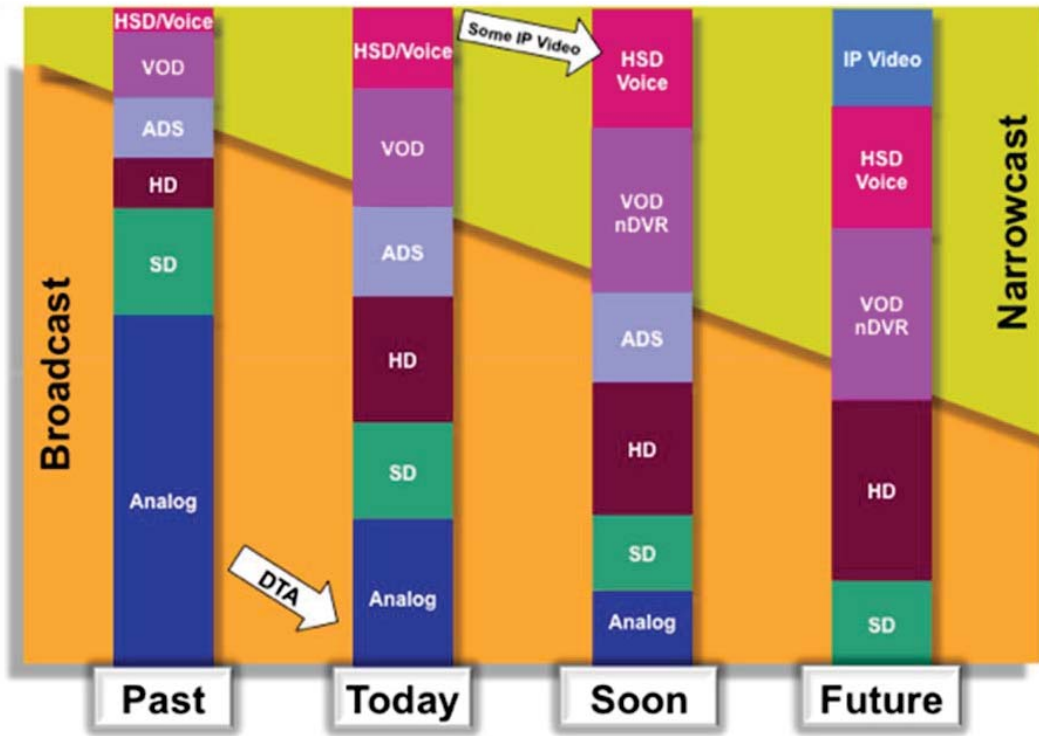 Broadcast
HSD/Voice
VOD
ADS
HD
SD
Analog
Past
DTA
HSD/Voice
VOD
ADS
HD
SD
Analog
Today
Some IP Video
HSD
Voice
VOD
nDVR
ADS
HD
SD
Analog
Soon
IP Video
HSD
Voice
VOD
nDVR
HD
SD
Future
Narrowcast